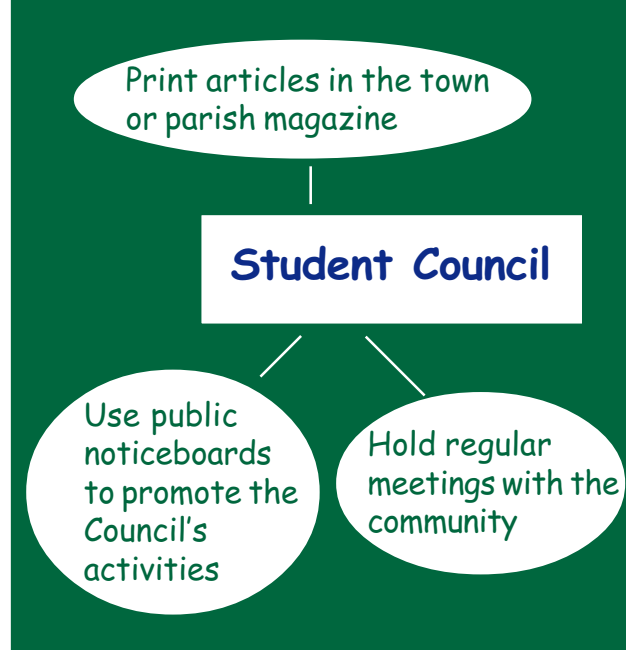 Print articles in the town
or parish magazine
Student Council
Use public
noticeboards
to promote the
Council's
activities
Hold regular
meetings with the
community